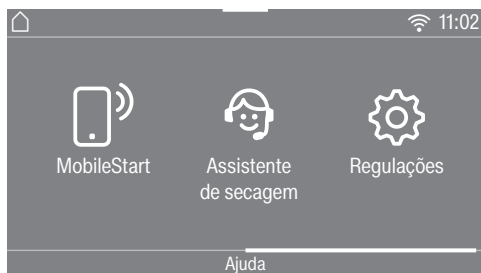 11:02
MobileStart
Assistente
de secagem
Regulações
Ajuda